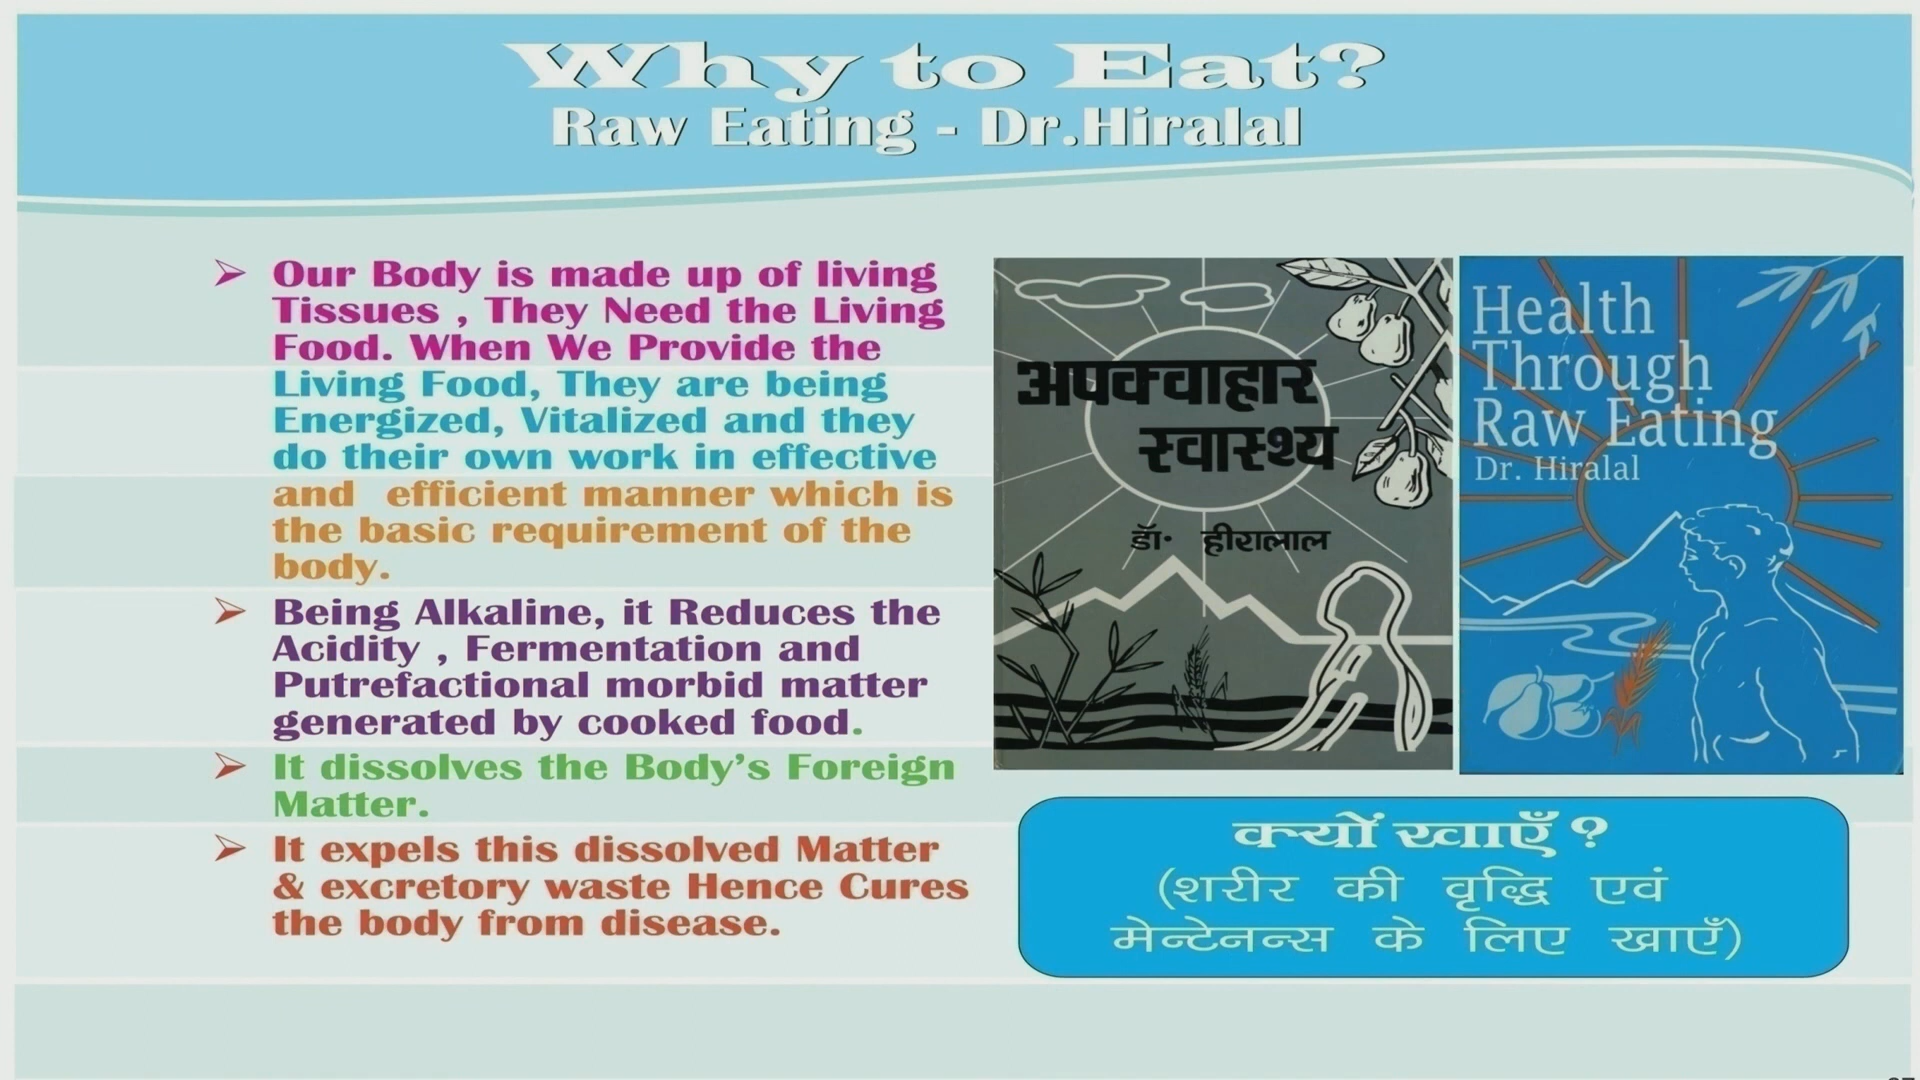 Why to Eat?
Raw Eating - Dr.Hiralal
➢ Our Body is made up of living
Tissues , They Need the Living
Food. When We Provide the
Living Food, They are being
Energized, Vitalized and they
do their own work in effective
and efficient manner which is
the basic requirement of the
body.
➢ Being Alkaline, it Reduces the
Acidity , Fermentation and
Putrefactional morbid matter
generated by cooked food.
➢ It dissolves the Body’s Foreign
Matter.
➢ It expels this dissolved Matter
& excretory waste Hence Cures
the body from disease.
अपक्वाहार
स्वास्थ्य
डॉ॰ हीरालाल
Health
Through
Raw Eating
Dr. Hiralal
क्यों खाएँ ?
(शरीर की वृद्धि एवं
मेन्टेनन्स के लिए खाएँ)